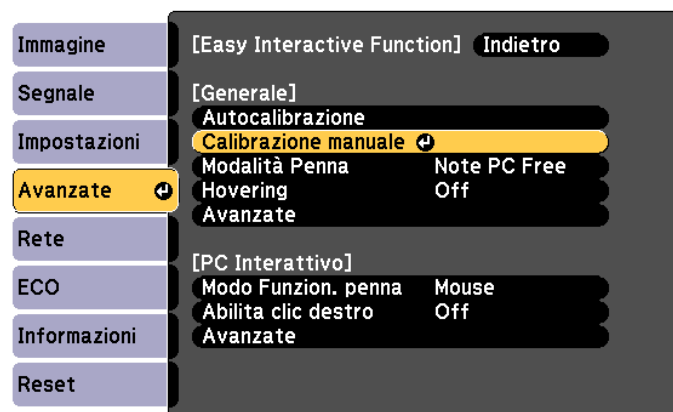 Immagine
Segnale
Impostazioni
Avanzate
Rete
ECO
Informazioni
Reset
[Easy Interactive Function] Indietro
[Generale]
Autocalibrazione
Calibrazione manuale
Modalità Penna Note PC Free
Hovering Off
Avanzate
[PC Interattivo]
Modo Funzion. penna Mouse
Abilita clic destro Off
Avanzate